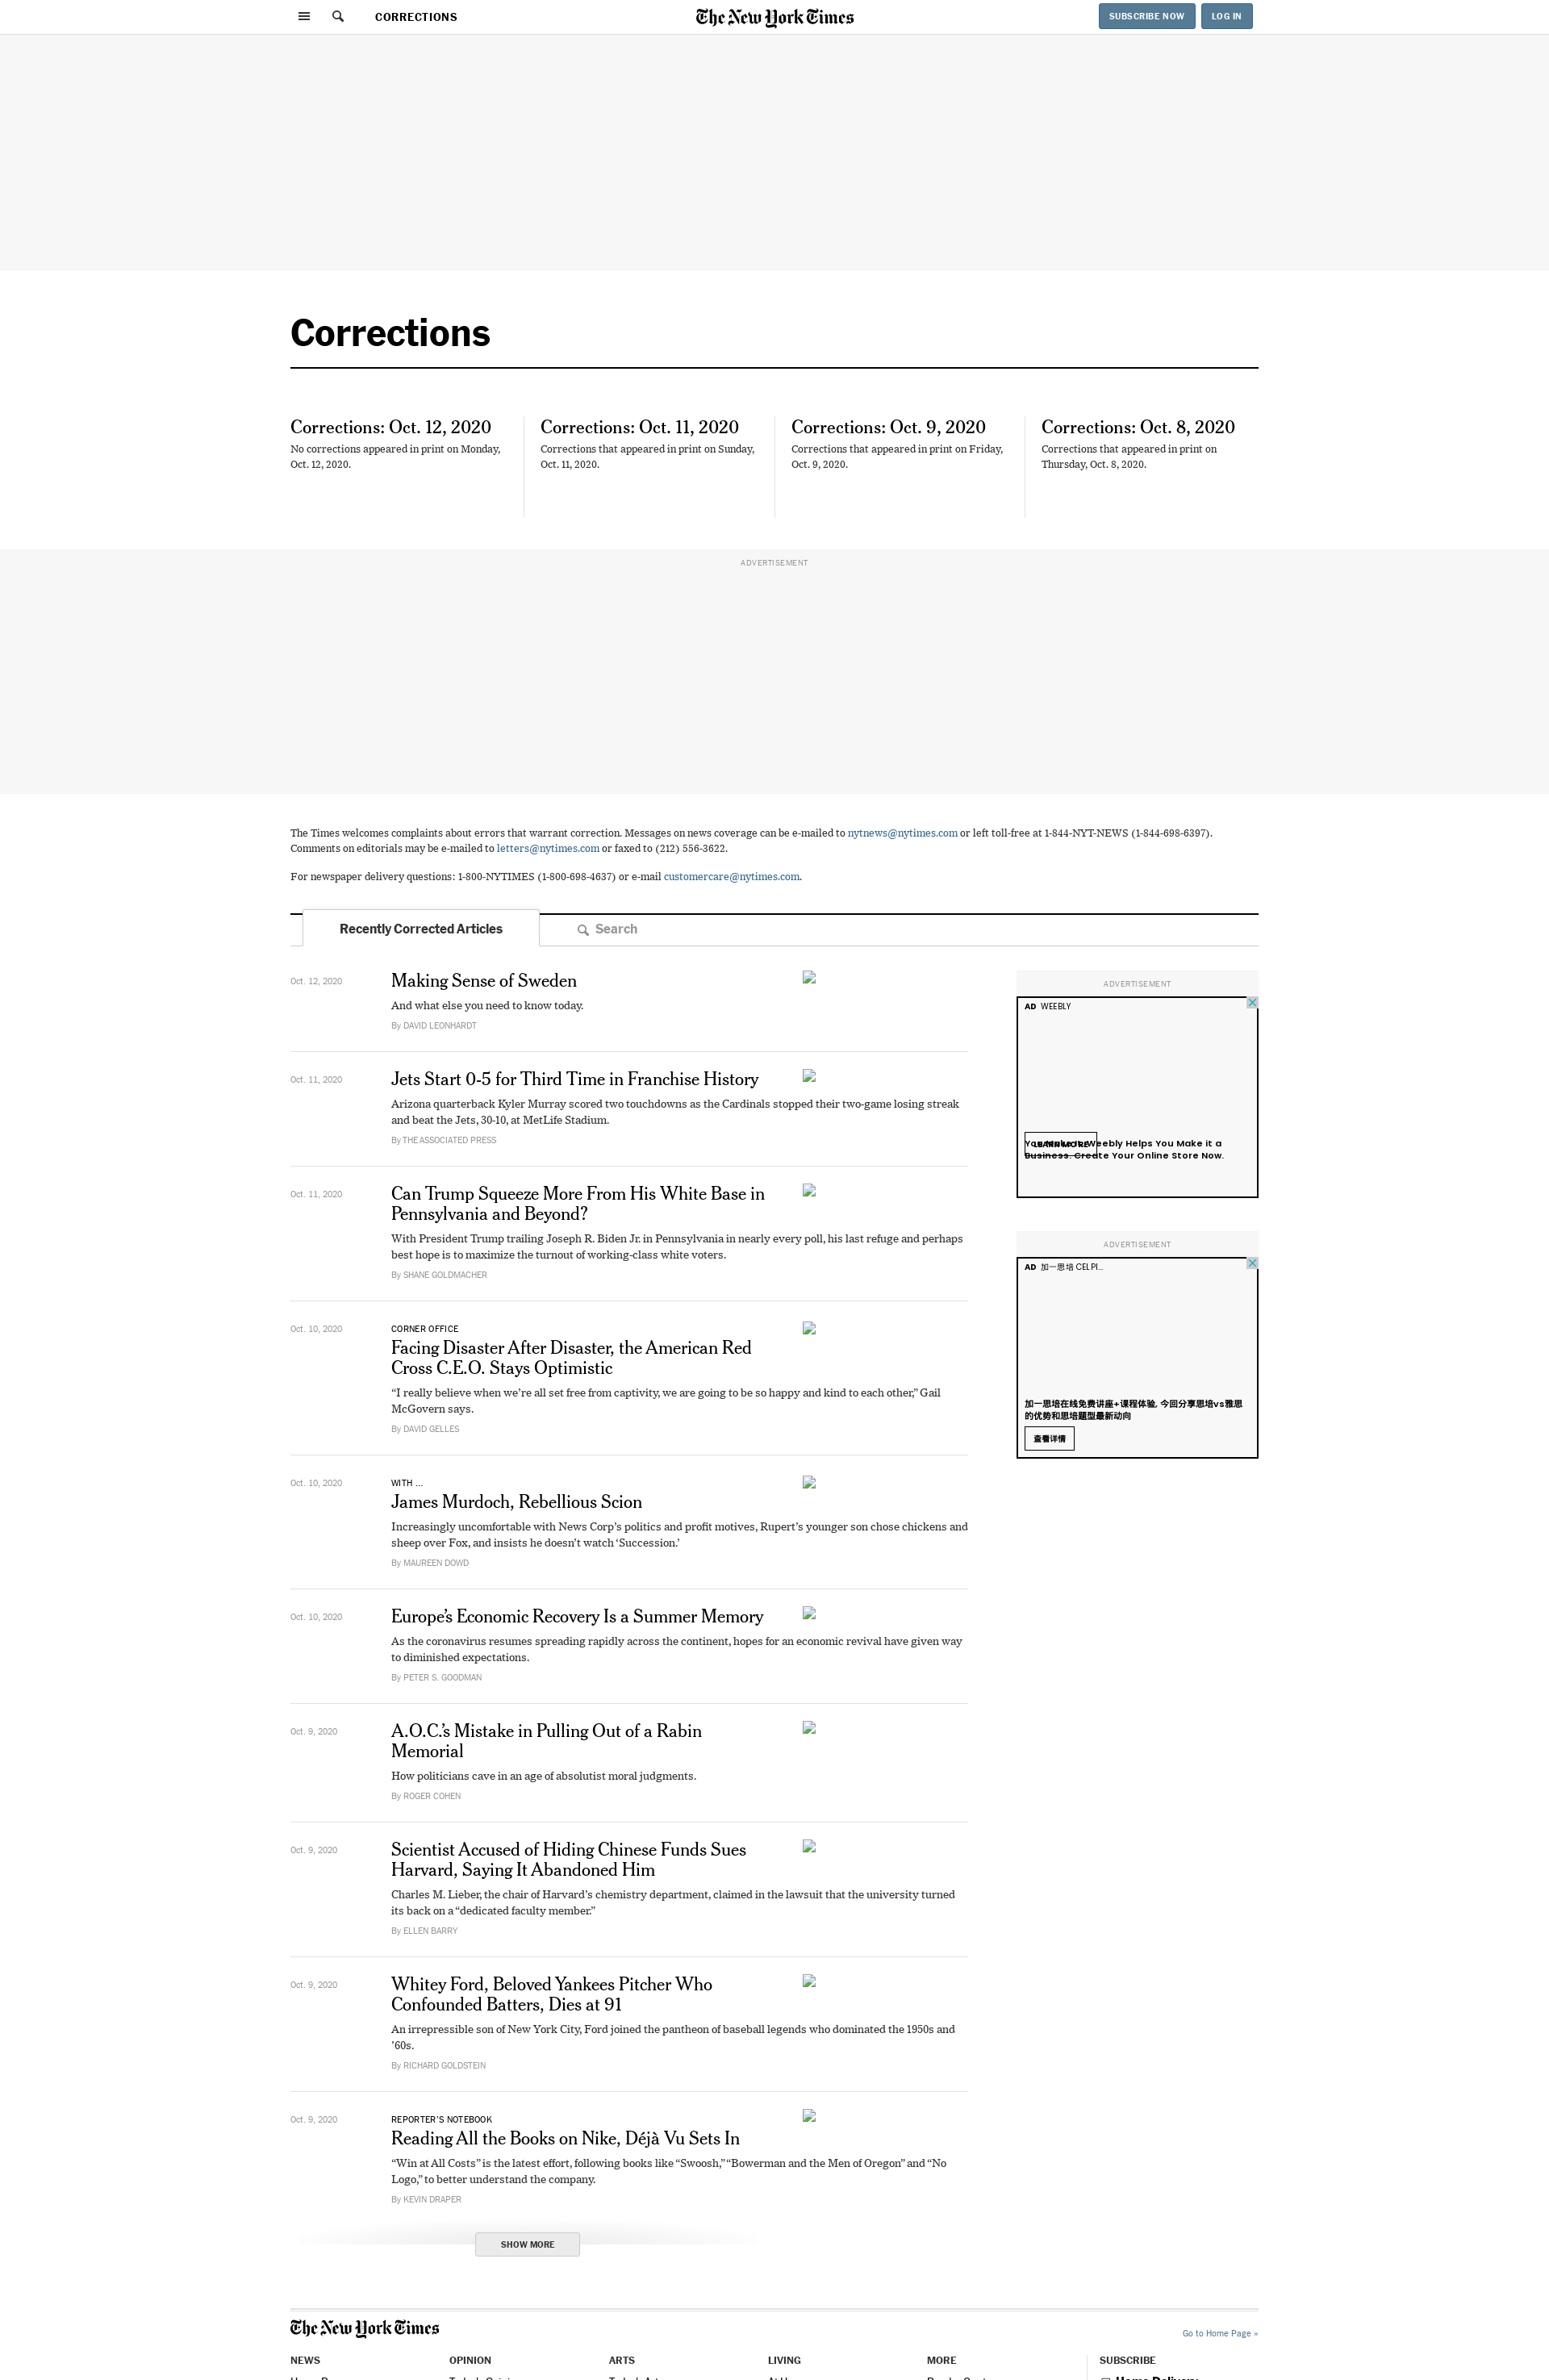 CORRECTIONS
The New York Times
SUBSCRIBE NOW
LOG IN
Corrections
Corrections: Oct. 12, 2020
No corrections appeared in print on Monday,
Oct. 12, 2020.
Corrections: Oct. 11, 2020
Corrections that appeared in print on Sunday,
Oct. 11, 2020.
Corrections: Oct. 9, 2020
Corrections that appeared in print on Friday,
Oct. 9, 2020.
Corrections: Oct. 8, 2020
Corrections that appeared in print on
Thursday, Oct. 8, 2020.
ADVERTISEMENT
The Times welcomes complaints about errors that warrant correction. Messages on news coverage can be e-mailed to nytnews@nytimes.com or left toll-free at 1-844-NYT-NEWS (1-844-698-6397).
Comments on editorials may be e-mailed to letters@nytimes.com or faxed to (212) 556-3622.
For newspaper delivery questions: 1-800-NYTIMES (1-800-698-4637) or e-mail customercare@nytimes.com.
Recently Corrected Articles
Search
Oct. 12, 2020
Making Sense of Sweden
And what else you need to know today.
By DAVID LEONHARDT
Oct. 11, 2020
Jets Start 0-5 for Third Time in Franchise History
Arizona quarterback Kyler Murray scored two touchdowns as the Cardinals stopped their two-game losing streak
and beat the Jets, 30-10, at MetLife Stadium.
By THE ASSOCIATED PRESS
Oct. 11, 2020
Can Trump Squeeze More From His White Base in
Pennsylvania and Beyond?
With President Trump trailing Joseph R. Biden Jr. in Pennsylvania in nearly every poll, his last refuge and perhaps
best hope is to maximize the turnout of working-class white voters.
By SHANE GOLDMACHER
Oct. 10, 2020
CORNER OFFICE
Facing Disaster After Disaster, the American Red
Cross C.E.O. Stays Optimistic
“I really believe when we’re all set free from captivity, we are going to be so happy and kind to each other,” Gail
McGovern says.
By DAVID GELLES
Oct. 10, 2020
WITH ...
James Murdoch, Rebellious Scion
Increasingly uncomfortable with News Corp’s politics and profit motives, Rupert’s younger son chose chickens and
sheep over Fox, and insists he doesn’t watch ‘Succession.’
By MAUREEN DOWD
Oct. 10, 2020
Europe’s Economic Recovery Is a Summer Memory
As the coronavirus resumes spreading rapidly across the continent, hopes for an economic revival have given way
to diminished expectations.
By PETER S. GOODMAN
Oct. 9, 2020
A.O.C.’s Mistake in Pulling Out of a Rabin
Memorial
How politicians cave in an age of absolutist moral judgments.
By ROGER COHEN
Oct. 9, 2020
Scientist Accused of Hiding Chinese Funds Sues
Harvard, Saying It Abandoned Him
Charles M. Lieber, the chair of Harvard’s chemistry department, claimed in the lawsuit that the university turned
its back on a “dedicated faculty member.”
By ELLEN BARRY
Oct. 9, 2020
Whitey Ford, Beloved Yankees Pitcher Who
Confounded Batters, Dies at 91
An irrepressible son of New York City, Ford joined the pantheon of baseball legends who dominated the 1950s and
’60s.
By RICHARD GOLDSTEIN
Oct. 9, 2020
REPORTER’S NOTEBOOK
Reading All the Books on Nike, Déjà Vu Sets In
“Win at All Costs” is the latest effort, following books like “Swoosh,” “Bowerman and the Men of Oregon” and “No
Logo,” to better understand the company.
By KEVIN DRAPER
SHOW MORE
ADVERTISEMENT
AD WEEBLY
LEARN MORE
You Make It. Weebly Helps You Make it a
Business. Create Your Online Store Now.
ADVERTISEMENT
AD 加一思培 CELPI...
加一思培在线免费讲座+课程体验, 今回分享思培vs雅思
的优势和思培题型最新动向
查看详情
The New York Times
Go to Home Page »
NEWS
OPINION
ARTS
LIVING
MORE
SUBSCRIBE